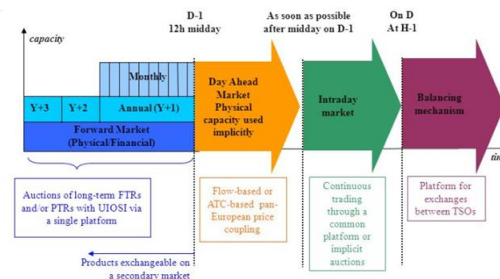 D-1
12h midday
As soon as possible
after midday on D-1
On D
At H-1
capacity
Monthly
Y+3
Y+2
Annual (Y+1)
Forward Market
(Physical/Financial)
Day Ahead
Market
Physical
capacity used
implicitly
Intraday
market
Balancing
mechanism
Auctions of long-term FTRs
and/or PTRs with UIOSI via
a single platform
Flow-based or
ATC-based pan-
European price
coupling
Continuous
trading through
a common
platform or
implicit
auctions
Platform for
exchanges
between TSOs
Products exchangeable on
a secondary market